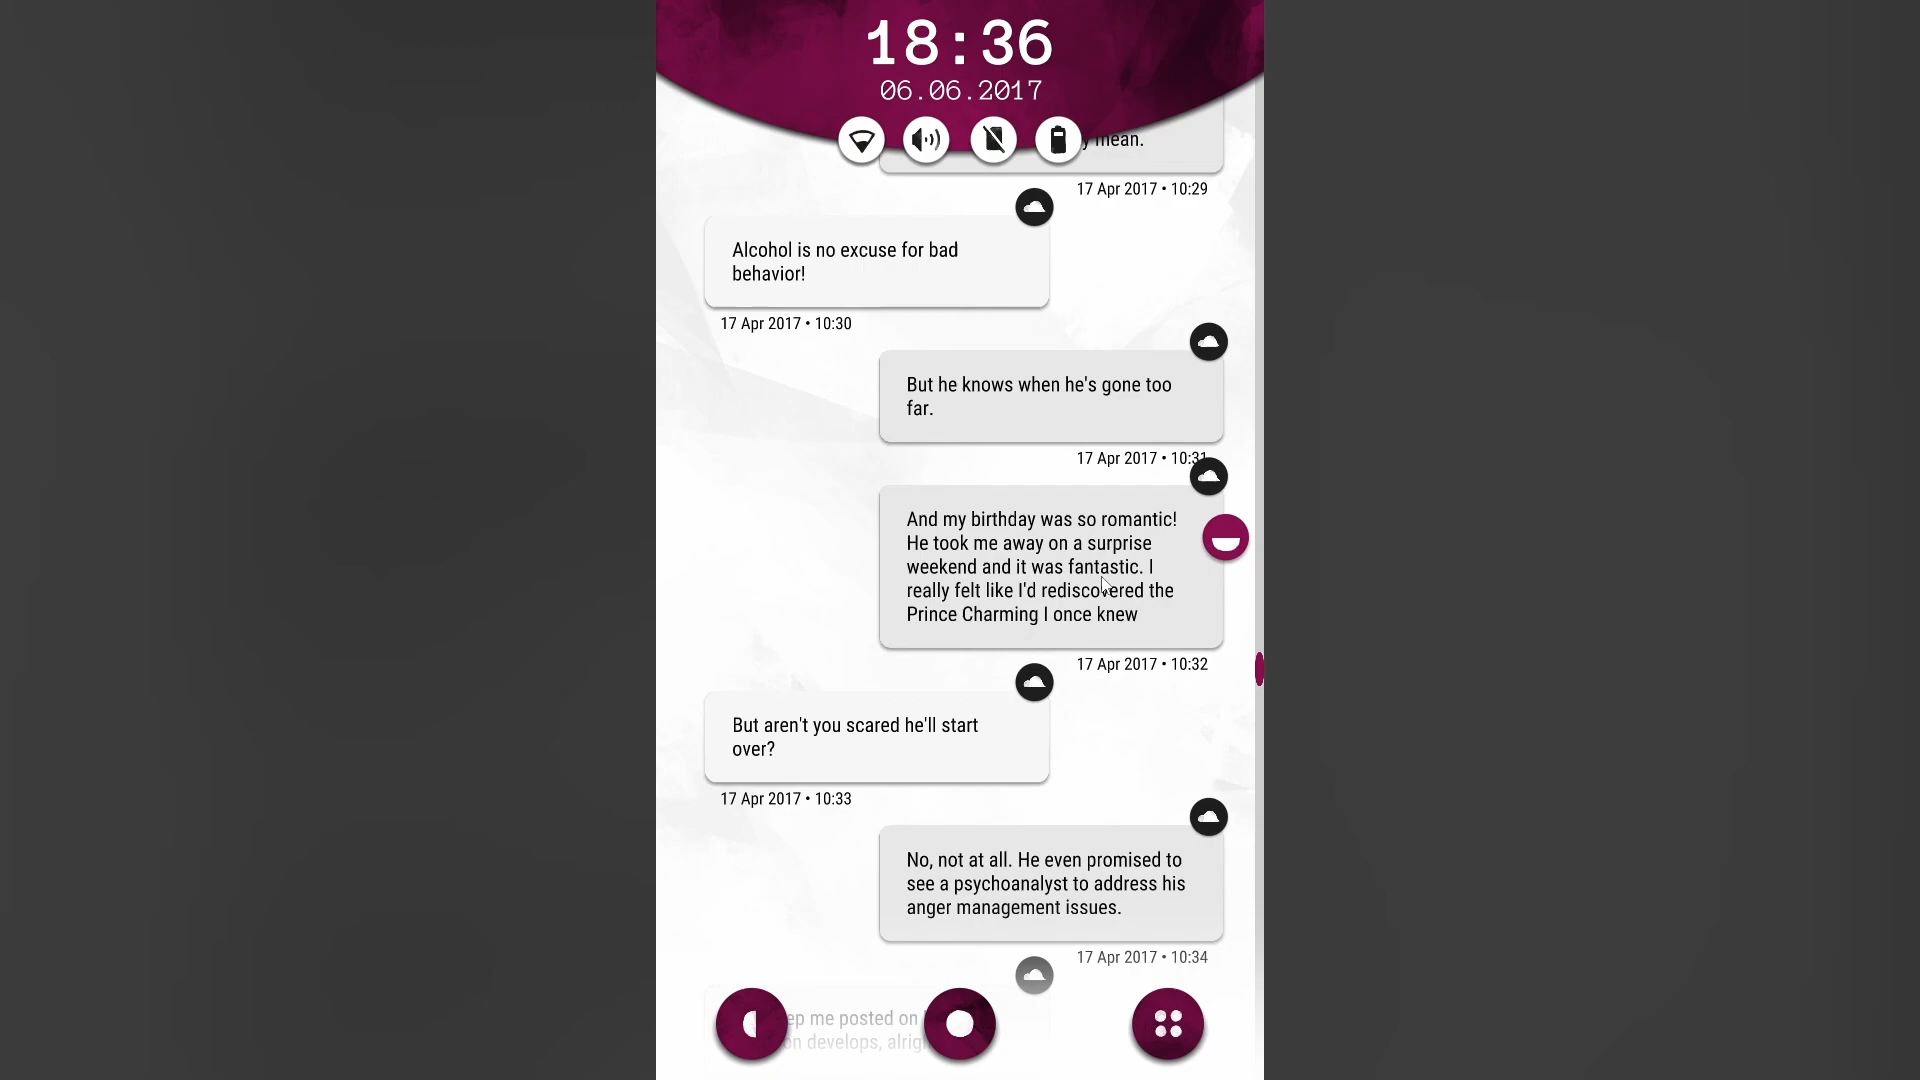 18:36
06.06.2017
mean.
17 Apr 2017 • 10:29
Alcohol is no excuse for bad
behavior!
17 Apr 2017 • 10:30
But he knows when he's gone too
far.
17 Apr 2017 • 10:31
And my birthday was so romantic!
He took me away on a surprise
weekend and it was fantastic. I
really felt like I'd rediscovered the
Prince Charming I once knew
17 Apr 2017 • 10:32
But aren't you scared he'll start
over?
17 Apr 2017 • 10:33
No, not at all. He even promised to
see a psychoanalyst to address his
anger management issues.
17 Apr 2017 • 10:34
me posted on
develops,